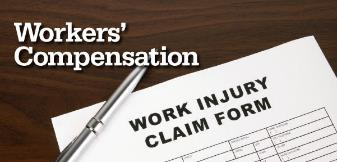 Workers'
Compensation
WORK INJURY
CLAIM FORM